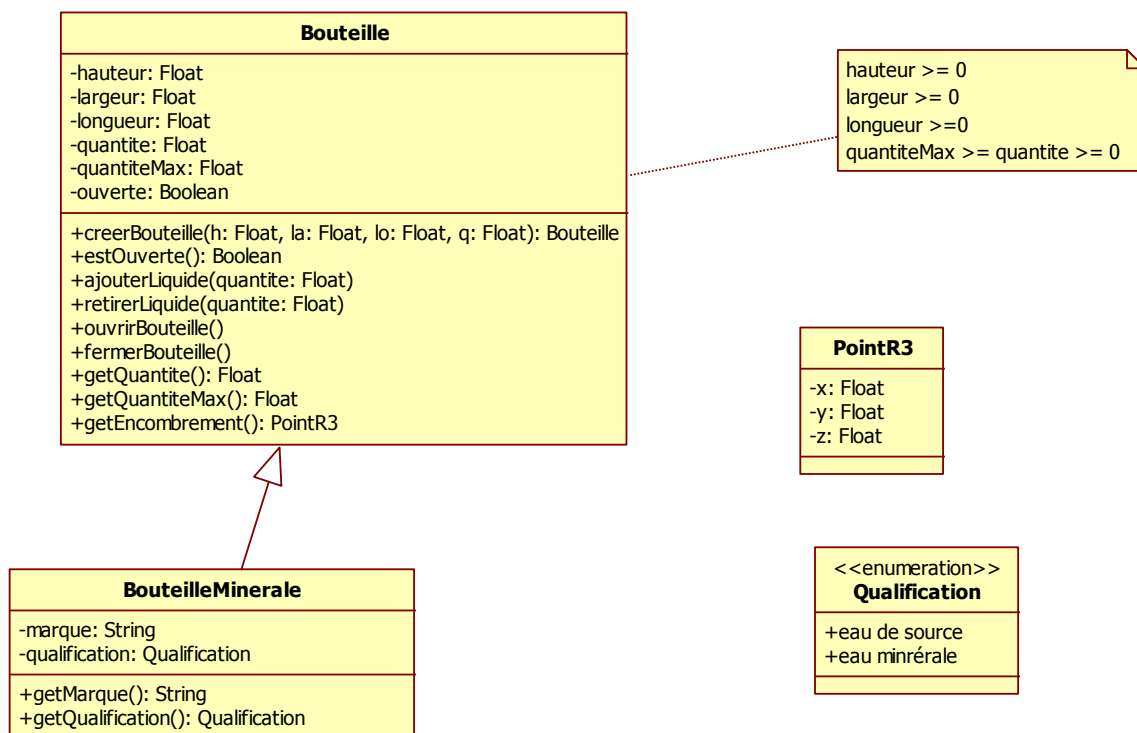 Bouteille
-hauteur: Float
-largeur: Float
-longueur: Float
-quantite: Float
-quantiteMax: Float
-ouverte: Boolean
+creerBouteille(h: Float, la: Float, lo: Float, q: Float): Bouteille
+estOuverte(): Boolean
+ajouterLiquide(quantite: Float)
+retirerLiquide(quantite: Float)
+ouvrirBouteille()
+fermerBouteille()
+getQuantite(): Float
+getQuantiteMax(): Float
+getEncombrement(): PointR3
hauteur >= 0
largeur >= 0
longueur >=0
quantiteMax >= quantite >= 0
PointR3
-x: Float
-y: Float
-z: Float
BouteilleMinerale
-marque: String
-qualification: Qualification
+getMarque(): String
+getQualification(): Qualification
<<enumeration>>
Qualification
+eau de source
+eau minrérale